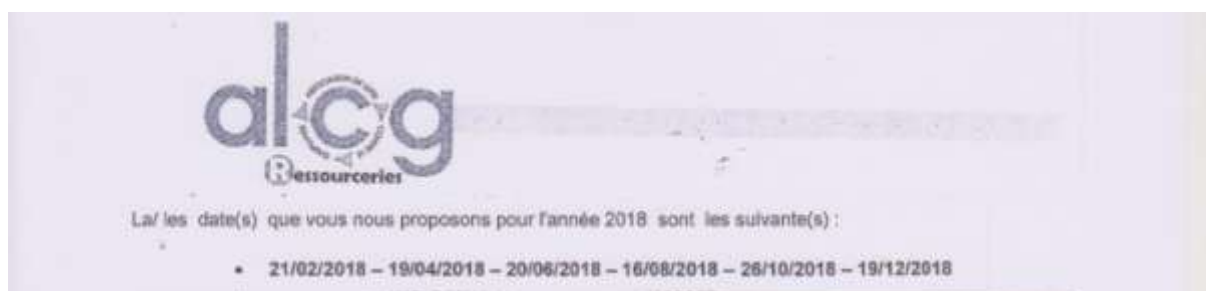 alcg
Ressourceries
La/ les date(s) que vous nous proposons pour l'année 2018 sont les suivante(s) :
• 21/02/2018 – 19/04/2018 – 20/06/2018 – 16/08/2018 – 26/10/2018 – 19/12/2018